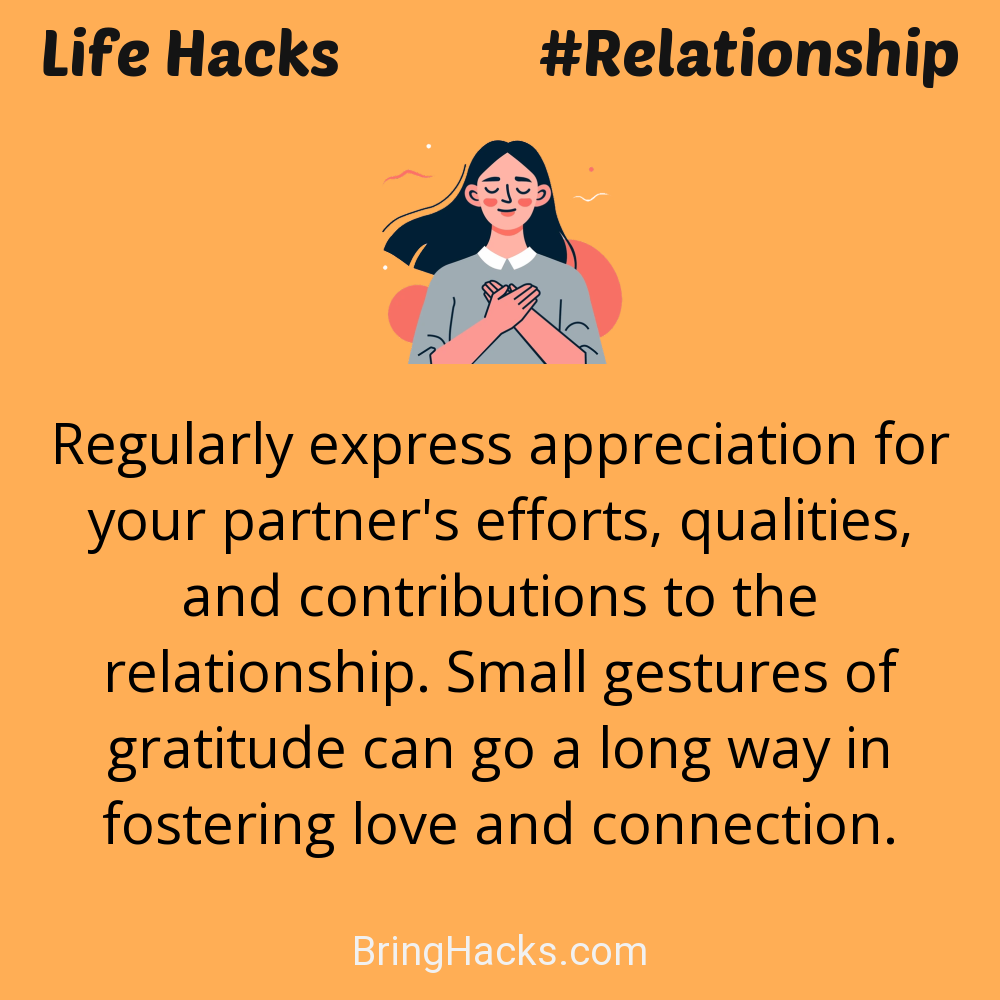 Life Hacks #Relationship
Regularly express appreciation for
your partner's efforts, qualities,
and contributions to the
relationship. Small gestures of
gratitude can go a long way in
fostering love and connection.
BringHacks.com